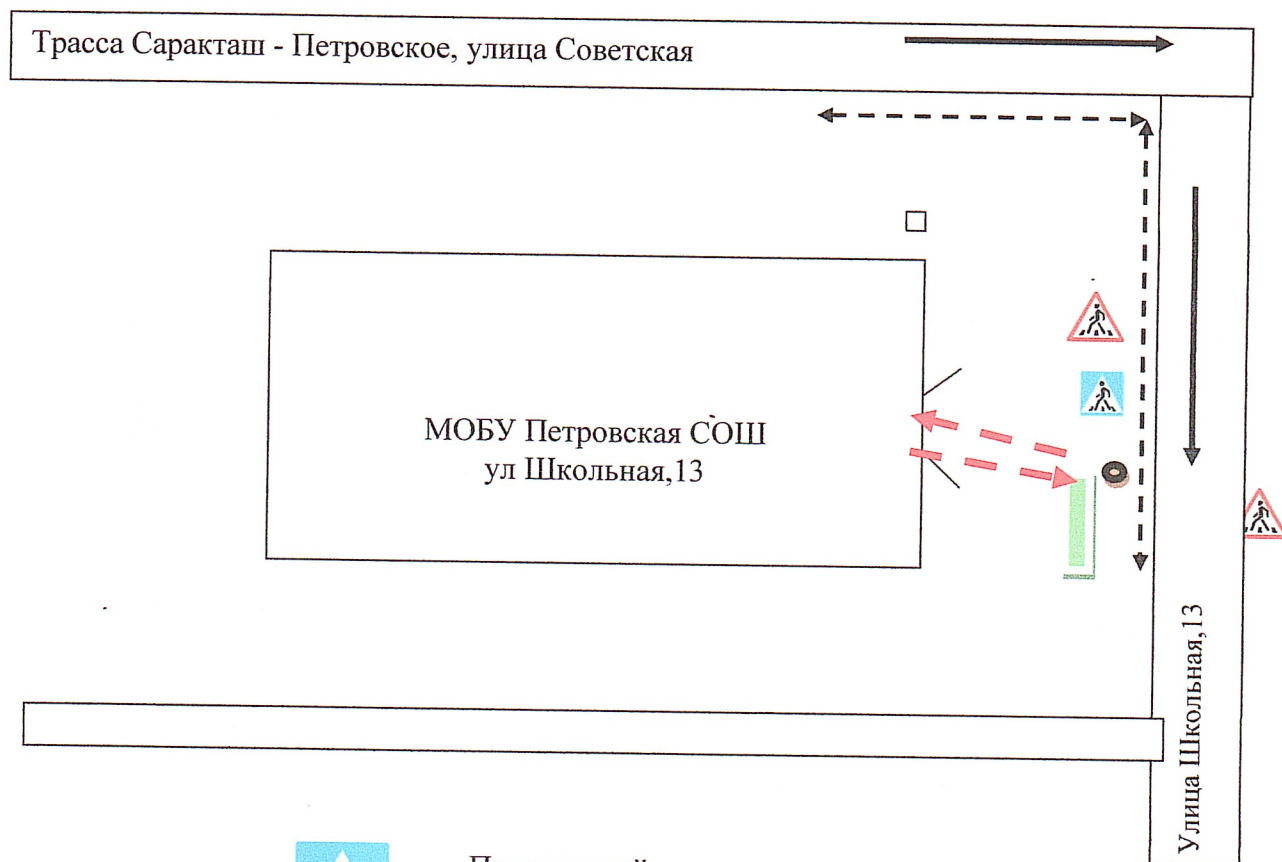 Трасса Саракташ - Петровское, улица Советская
МОБУ Петровская СОШ
ул Школьная,13
Улица Школьная,13